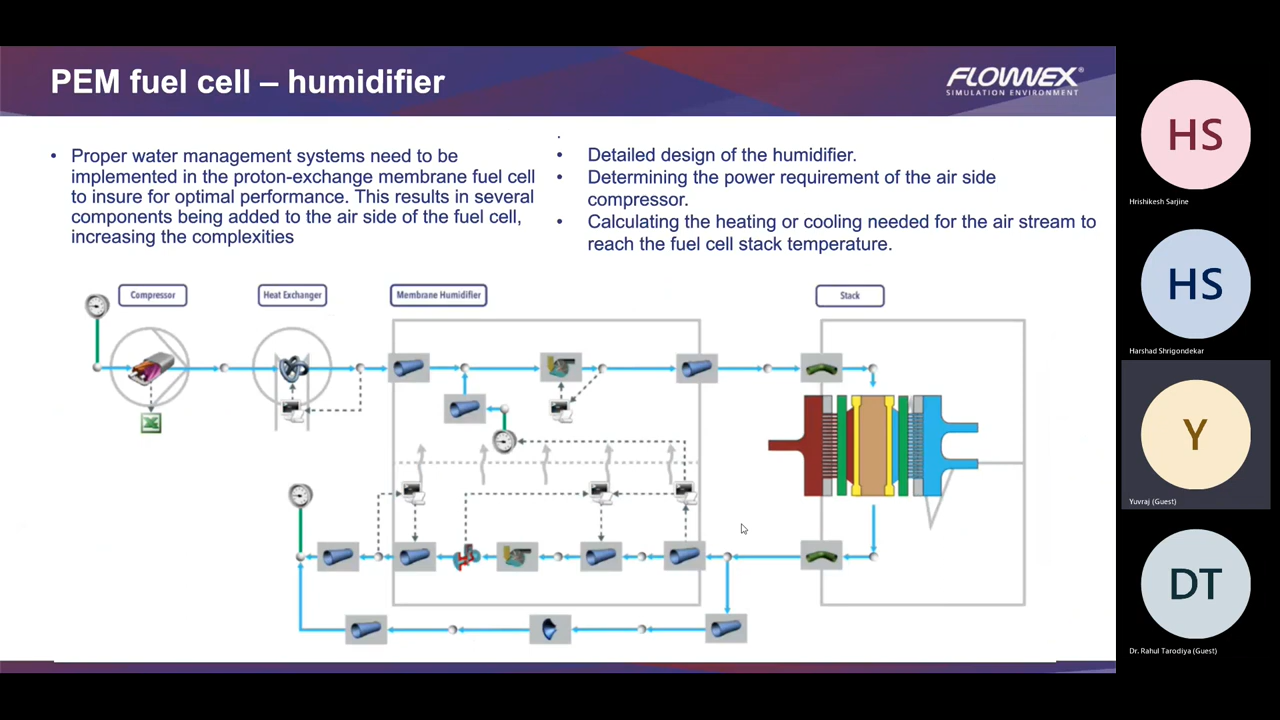 PEM fuel cell – humidifier
FLOWNEX®
SIMULATION ENVIRONMENT
• Proper water management systems need to be
implemented in the proton-exchange membrane fuel cell
to insure for optimal performance. This results in several
components being added to the air side of the fuel cell,
increasing the complexities
.
• Detailed design of the humidifier.
• Determining the power requirement of the air side
compressor.
• Calculating the heating or cooling needed for the air stream to
reach the fuel cell stack temperature.
Compressor
Heat Exchanger
Membrane Humidifier
Stack
HS
Hrishikesh Sarjine
HS
Harshad Shrigondekar
Y
Yuvraj (Guest)
DT
Dr. Rahul Tarodiya (Guest)